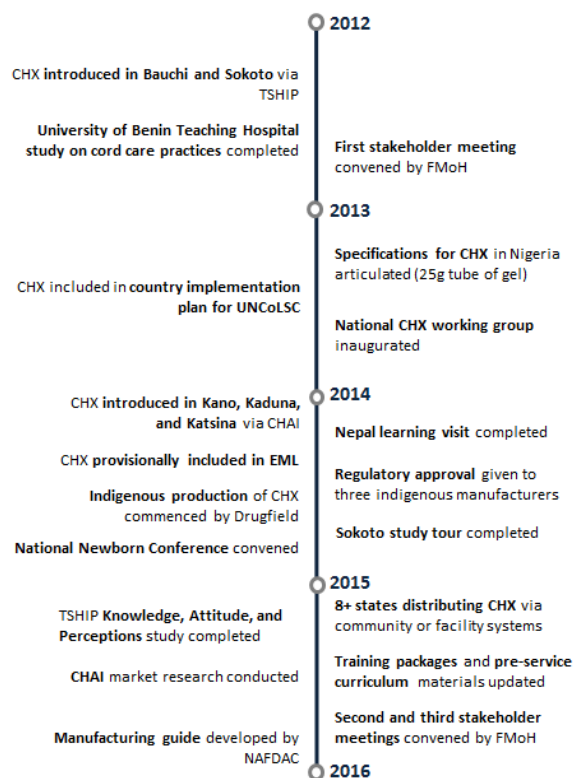 2012
CHX introduced in Bauchi and Sokoto via
TSHIP
University of Benin Teaching Hospital
study on cord care practices completed
First stakeholder meeting
convened by FMoH
2013
Specifications for CHX in Nigeria
articulated (25g tube of gel)
CHX included in country implementation
plan for UNCoLSC
National CHX working group
inaugurated
2014
CHX introduced in Kano, Kaduna,
and Katsina via CHAI
Nepal learning visit completed
CHX provisionally included in EML
Regulatory approval given to
three indigenous manufacturers
Indigenous production of CHX
commenced by Drugfield
Sokoto study tour completed
National Newborn Conference convened
2015
8+ states distributing CHX via
community or facility systems
TSHIP Knowledge, Attitude, and
Perceptions study completed
Training packages and pre-service
curriculum materials updated
CHAI market research conducted
Second and third stakeholder
meetings convened by FMoH
Manufacturing guide developed by
NAFDAC
2016